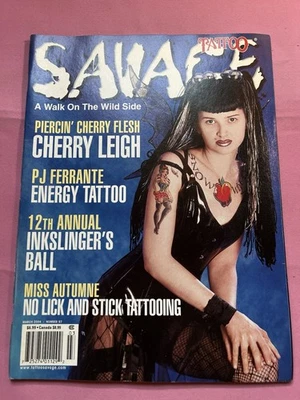 TATTOO
SAVAGE
A Walk On The Wild Side
PIERCIN' CHERRY FLESH
CHERRY LEIGH
PJ FERRANTE
ENERGY TATTOO
12TH ANNUAL
INKSLINGER'S
BALL
MISS AUTUMNE
NO LICK AND STICK TATTOOING
www.tattoosavage.com